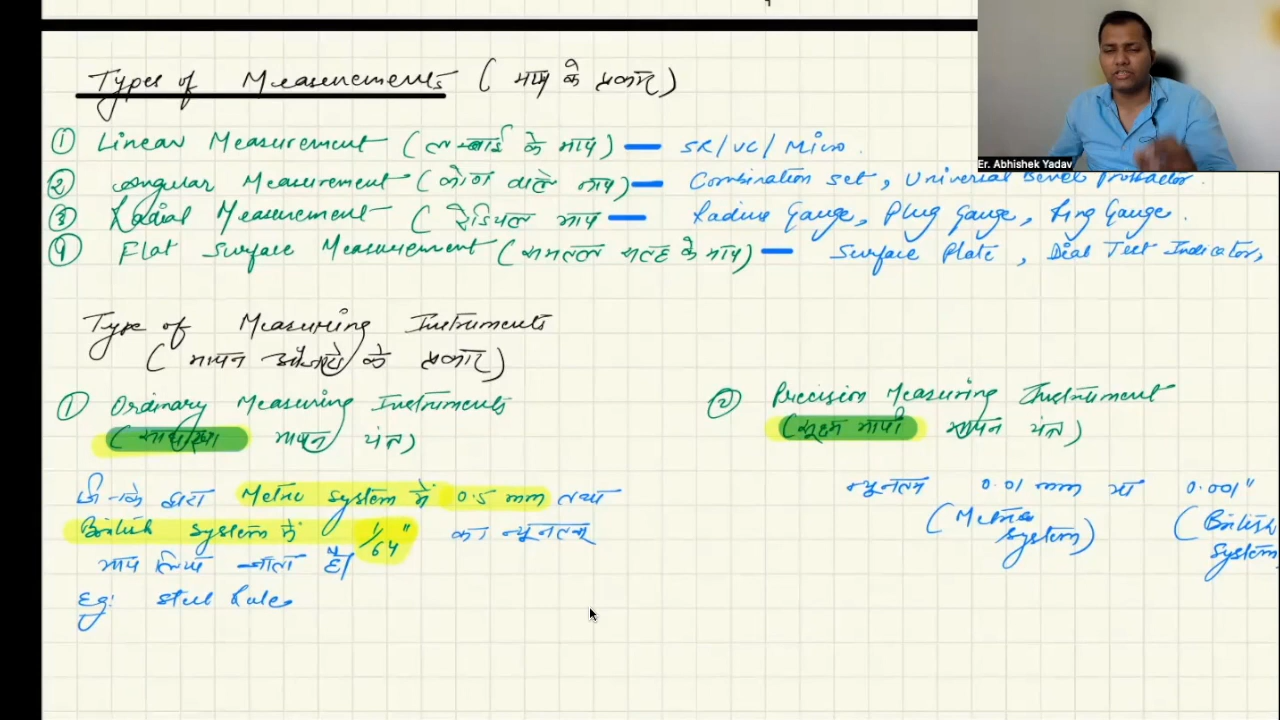 Er. Abhishek Yadav
Types of Measurements (माप के प्रकार)
① Linear Measurement (लम्बाई के माप) — SR/VC/Micro.
② Angular Measurement (कोण वाले माप) — Combination set, Universal Bevel Protractor.
③ Radial Measurement (रेडियल माप — Radius Gauge, Plug Gauge, Ring Gauge.
④ Flat Surface Measurement (समतल सतह के माप) — Surface Plate, Dial Test Indicator,
Type of Measuring Instruments
(मापन औजारो के प्रकार)
① Ordinary Measuring Instruments
(साधारण मापन यंत्र)
जिनके द्वारा Metric system में 0.5 mm तथा
British system में 1/64" का न्यूनतम
माप लिया जाता है।
Eg: Steel Rule
② Precision Measuring Instrument
(सूक्ष्म मापी मापन यंत्र)
न्यूनतम 0.01 mm या 0.001"
(Metric system) (British system